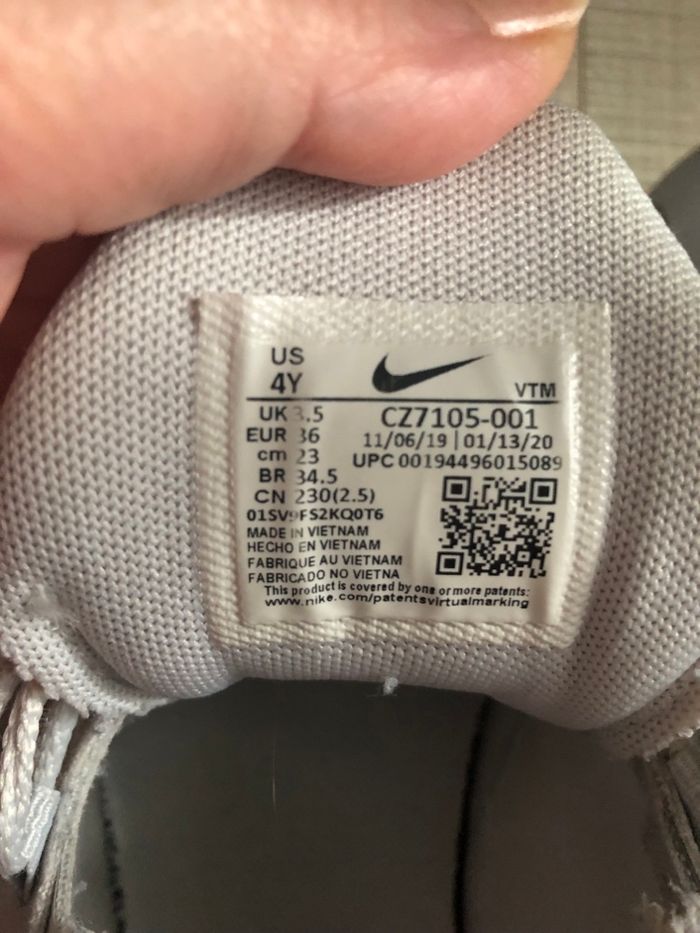 US
4Y
VTM
UK 3.5
CZ7105-001
EUR 36
11/06/19 | 01/13/20
cm 23
UPC 00194496015089
BR 34.5
CN 230(2.5)
01SV9FS2KQ0T6
MADE IN VIETNAM
HECHO EN VIETNAM
FABRIQUE AU VIETNAM
FABRICADO NO VIETNA
This product is covered by one or more patents:
www.nike.com/patentsvirtualmarking